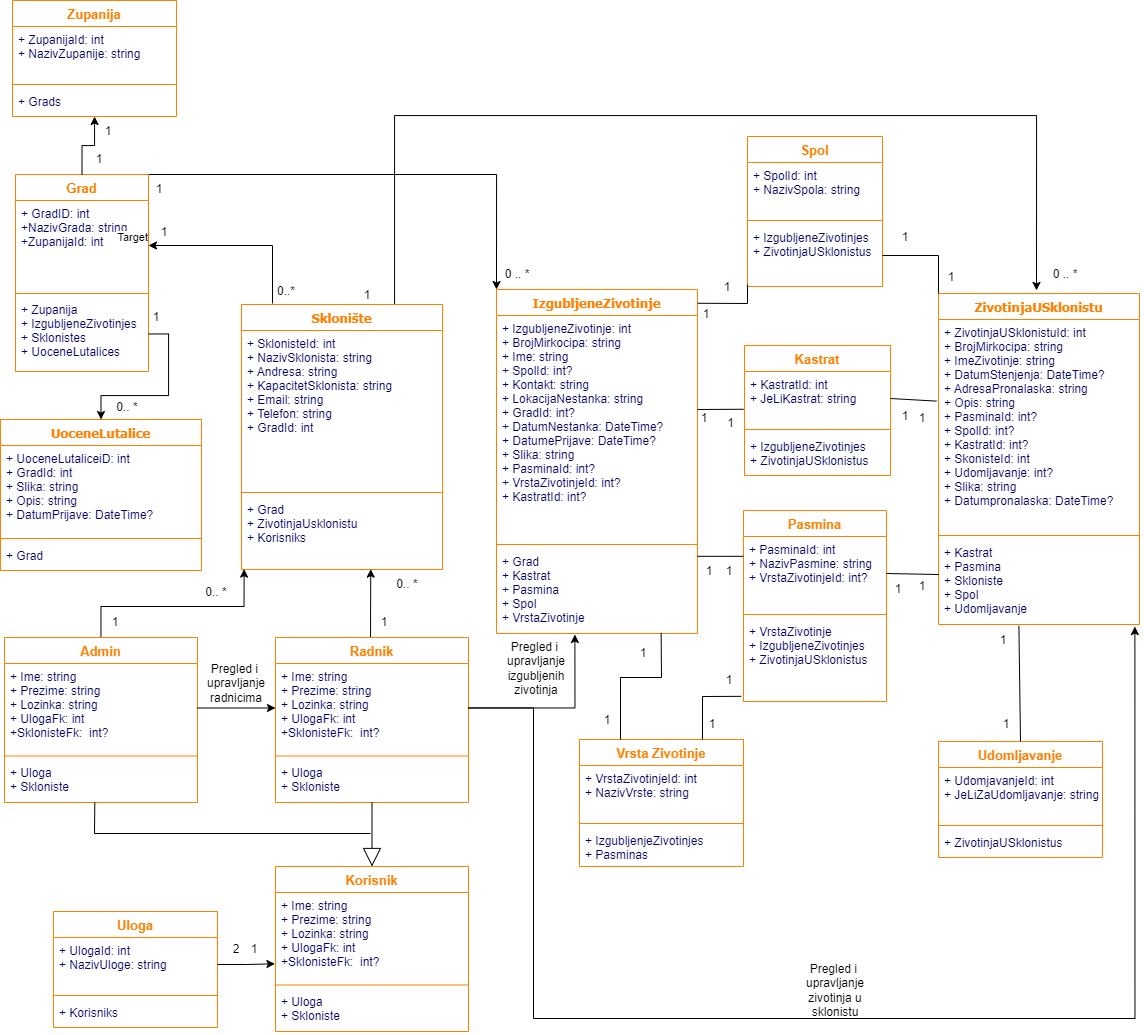 Zupanija
+ ZupanijaId: int
+ NazivZupanije: string
+ Grads
1
1
Grad
+ GradID: int
+NazivGrada: string
+ZupanijaId: int
Target
+ Zupanija
+ IzgubljeneZivotinjes
+ Sklonistes
+ UoceneLutalices
1
1
1
0.. *
0..*
1
0 .. *
0 .. *
UoceneLutalice
+ UoceneLutaliceiD: int
+ GradId: int
+ Slika: string
+ Opis: string
+ DatumPrijave: DateTime?
+ Grad
Sklonište
+ SklonisteId: int
+ NazivSklonista: string
+ Andresa: string
+ KapacitetSklonista: string
+ Email: string
+ Telefon: string
+ GradId: int
+ Grad
+ ZivotinjaUsklonistu
+ Korisniks
IzgubljeneZivotinje
+ IzgubljeneZivotinje: int
+ BrojMirkocipa: string
+ Ime: string
+ SpolId: int?
+ Kontakt: string
+ LokacijaNestanka: string
+ GradId: int?
+ DatumNestanka: DateTime?
+ DatumePrijave: DateTime?
+ Slika: string
+ PasminaId: int?
+ VrstaZivotinjeId: int?
+ KastratId: int?
+ Grad
+ Kastrat
+ Pasmina
+ Spol
+ VrstaZivotinje
Spol
+ SpolId: int
+ NazivSpola: string
+ IzgubljeneZivotinjes
+ ZivotinjaUSklonistus
1
1
1
1
Kastrat
+ KastratId: int
+ JeLiKastrat: string
+ IzgubljeneZivotinjes
+ ZivotinjaUSklonistus
1
1
1
1
Pasmina
+ PasminaId: int
+ NazivPasmine: string
+ VrstaZivotinjeId: int?
+ VrstaZivotinje
+ IzgubljeneZivotinjes
+ ZivotinjaUSklonistus
1
1
1
1
ZivotinjaUSklonistu
+ ZivotinjaUSklonistuId: int
+ BrojMirkocipa: string
+ ImeZivotinje: string
+ DatumStenjenja: DateTime?
+ AdresaPronalaska: string
+ Opis: string
+ PasminaId: int?
+ SpolId: int?
+ KastratId: int?
+ SkonisteId: int
+ Udomljavanje: int?
+ Slika: string
+ Datumpronalaska: DateTime?
+ Kastrat
+ Pasmina
+ Skloniste
+ Spol
+ Udomljavanje
0.. *
1
0.. *
1
Admin
+ Ime: string
+ Prezime: string
+ Lozinka: string
+ UlogaFk: int
+SklonisteFk:  int?
+ Uloga
+ Skloniste
Pregled i
upravljanje
radnicima
Radnik
+ Ime: string
+ Prezime: string
+ Lozinka: string
+ UlogaFk: int
+SklonisteFk:  int?
+ Uloga
+ Skloniste
Pregled i
upravljanje
izgubljenih
zivotinja
1
1
1
1
Vrsta Zivotinje
+ VrstaZivotinjeId: int
+ NazivVrste: string
+ IzgubljenjeZivotinjes
+ Pasminas
1
1
Udomljavanje
+ UdomjavanjeId: int
+ JeLiZaUdomljavanje: string
+ ZivotinjaUSklonistus
Korisnik
+ Ime: string
+ Prezime: string
+ Lozinka: string
+ UlogaFk: int
+SklonisteFk:  int?
+ Uloga
+ Skloniste
Uloga
+ UlogaId: int
+ NazivUloge: string
+ Korisniks
2
1
Pregled i
upravljanje
zivotinja u
sklonistu